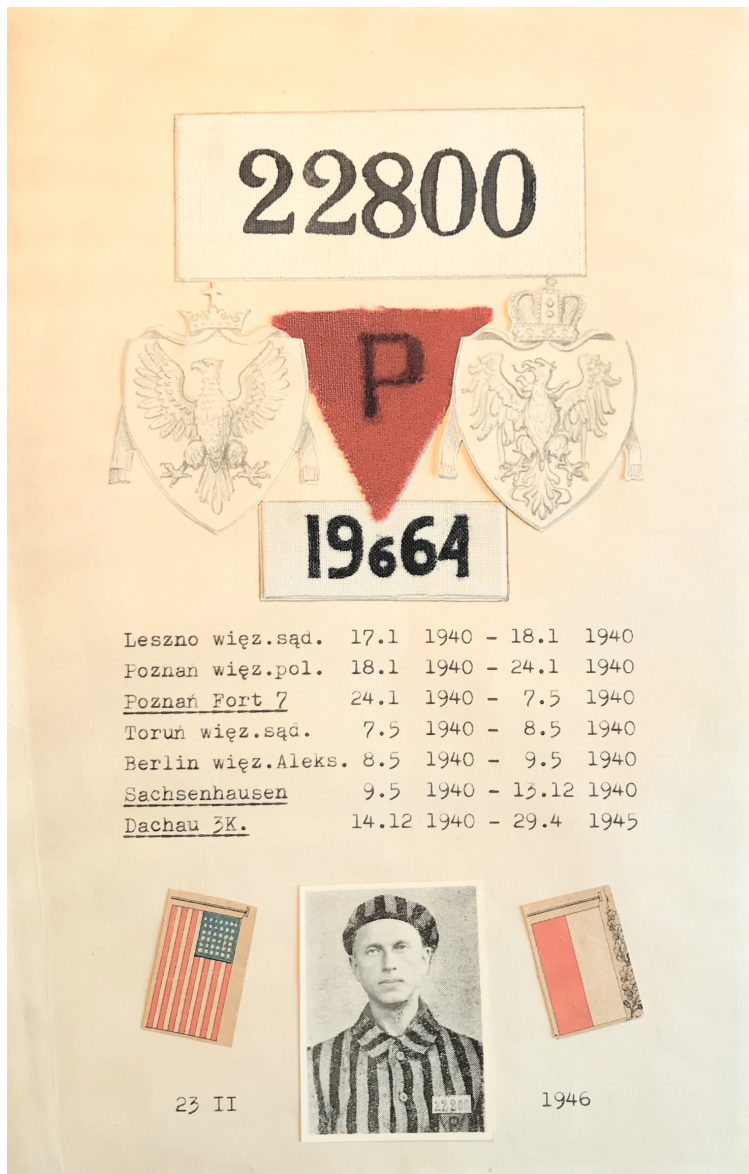 22800
P
19664
Leszno więz.sąd. 17.1 1940 - 18.1 1940
Poznan więz.pol. 18.1 1940 - 24.1 1940
Poznań Fort 7 24.1 1940 - 7.5 1940
Toruń więz.sąd. 7.5 1940 - 8.5 1940
Berlin więz.Aleks. 8.5 1940 - 9.5 1940
Sachsenhausen 9.5 1940 - 13.12 1940
Dachau 3K. 14.12 1940 - 29.4 1945
22800
P
23 II 1946